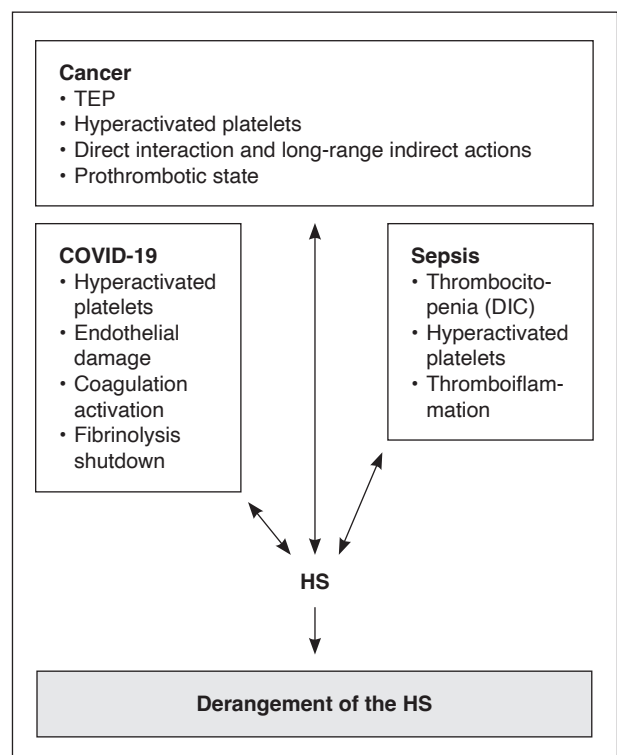 Cancer
• TEP
• Hyperactivated platelets
• Direct interaction and long-range indirect actions
• Prothrombotic state
COVID-19
• Hyperactivated
platelets
• Endothelial
damage
• Coagulation
activation
• Fibrinolysis
shutdown
Sepsis
• Thrombocito-
penia (DIC)
• Hyperactivated
platelets
• Thromboiflam-
mation
HS
Derangement of the HS